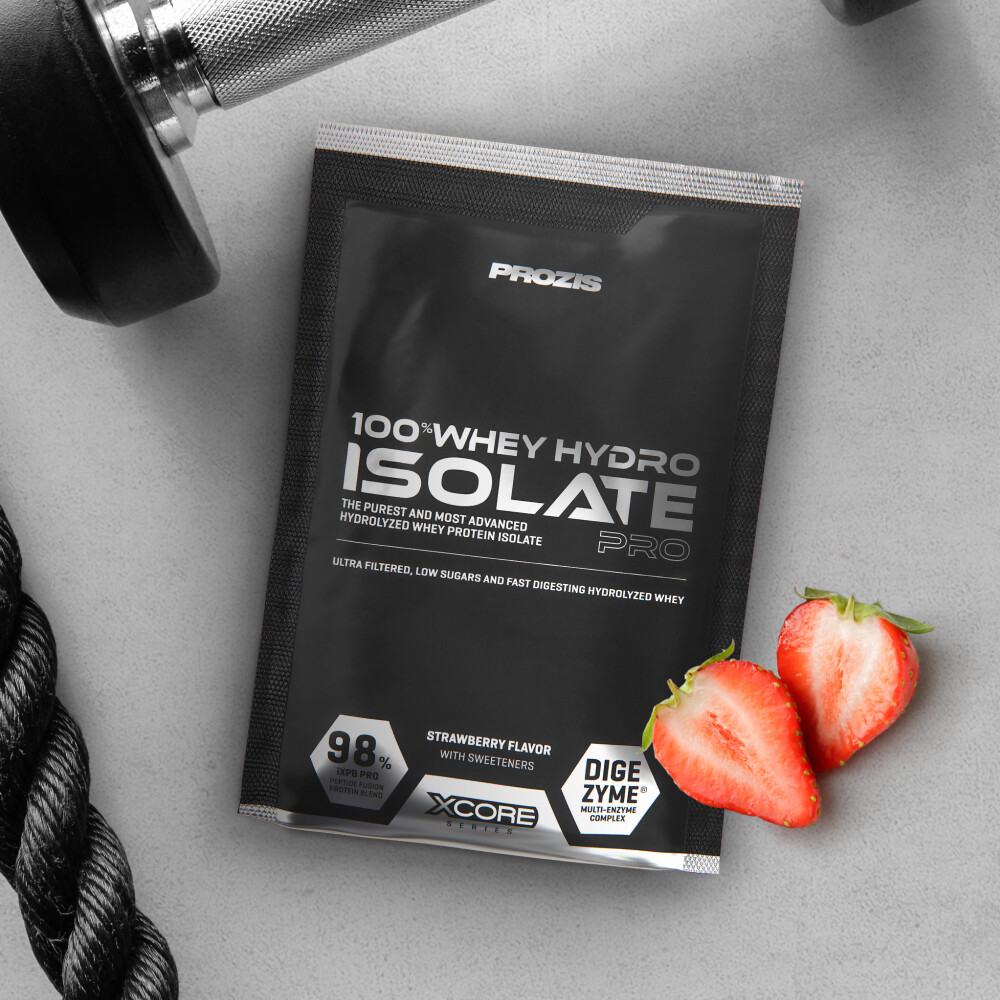 PROZIS
100% WHEY HYDRO
ISOLATE
PRO
THE PUREST AND MOST ADVANCED
HYDROLYZED WHEY PROTEIN ISOLATE
ULTRA FILTERED, LOW SUGARS AND FAST DIGESTING HYDROLYZED WHEY
98%
iXPB PRO
PEPTIDE FUSION
PROTEIN BLEND
STRAWBERRY FLAVOR
WITH SWEETENERS
XCORE
SERIES
DIGE
ZYME®
MULTI-ENZYME
COMPLEX